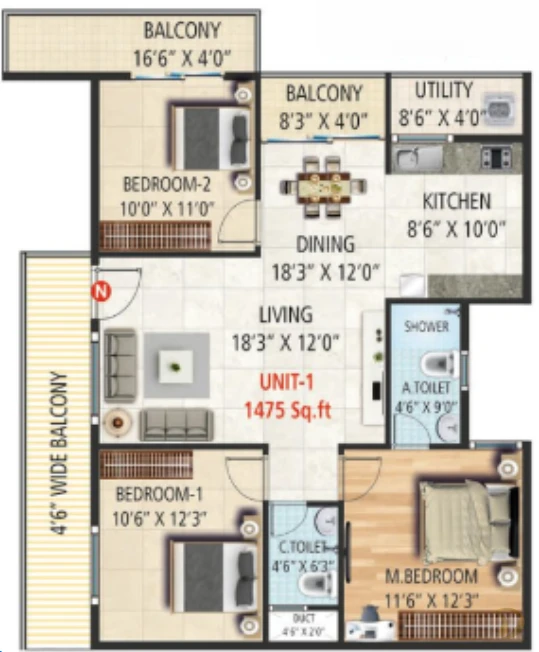 BALCONY
16'6" X 4'0"
BALCONY
8'3" X 4'0"
UTILITY
8'6" X 4'0"
BEDROOM-2
10'0" X 11'0"
KITCHEN
8'6" X 10'0"
DINING
18'3" X 12'0"
N
LIVING
18'3" X 12'0"
SHOWER
UNIT-1
1475 Sq.ft
A.TOILET
4'6" X 9'0"
4'6" WIDE BALCONY
BEDROOM-1
10'6" X 12'3"
C.TOILET
4'6" X 6'3"
M.BEDROOM
11'6" X 12'3"
DUCT
4'6" X 2'0"